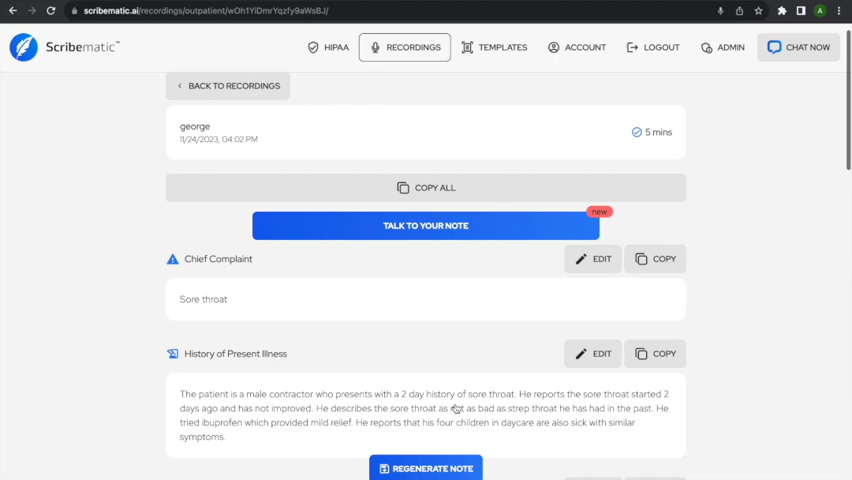 scribematic.ai/recordings/outpatient/wOh1YiDmrYqzfy9aWsBJ/
A
Scribematic™
HIPAA
RECORDINGS
TEMPLATES
ACCOUNT
LOGOUT
ADMIN
CHAT NOW
BACK TO RECORDINGS
george
11/24/2023, 04:02 PM
5 mins
COPY ALL
new
TALK TO YOUR NOTE
Chief Complaint
EDIT
COPY
Sore throat
History of Present Illness
EDIT
COPY
The patient is a male contractor who presents with a 2 day history of sore throat. He reports the sore throat started 2
days ago and has not improved. He describes the sore throat as not as bad as strep throat he has had in the past. He
tried ibuprofen which provided mild relief. He reports that his four children in daycare are also sick with similar
symptoms.
REGENERATE NOTE